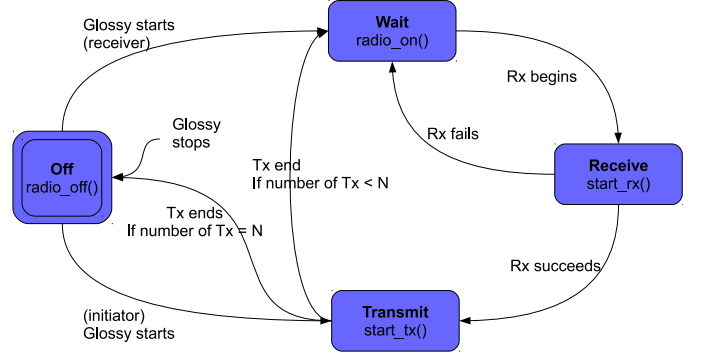 Glossy starts
(receiver)
Wait
radio_on()
Rx begins
Glossy
stops
Rx fails
Off
radio_off()
Tx end
If number of Tx < N
Receive
start_rx()
Tx ends
If number of Tx = N
Rx succeeds
(initiator)
Glossy starts
Transmit
start_tx()